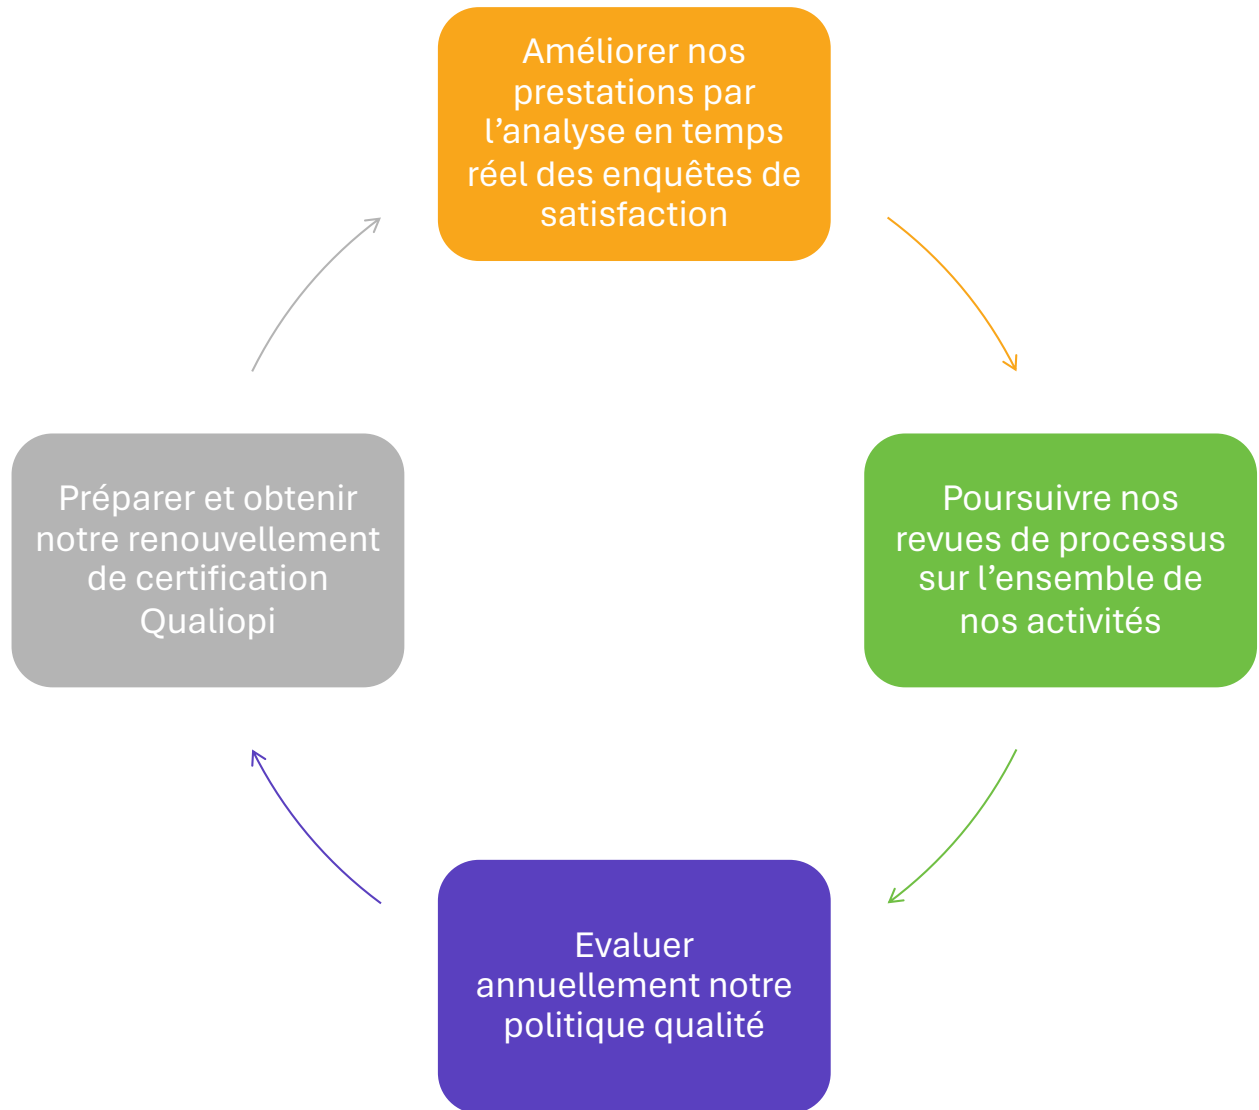 Améliorer nos
prestations par
l’analyse en temps
réel des enquêtes de
satisfaction
Poursuivre nos
revues de processus
sur l’ensemble de
nos activités
Evaluer
annuellement notre
politique qualité
Préparer et obtenir
notre renouvellement
de certification
Qualiopi